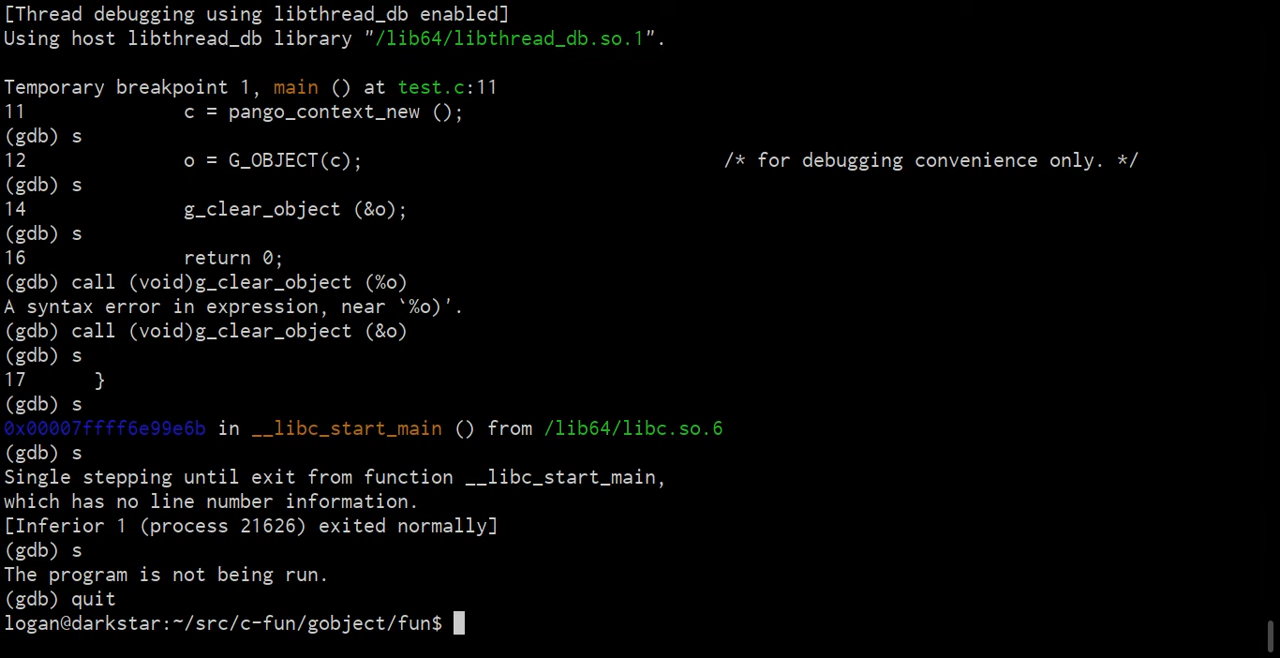 [Thread debugging using libthread_db enabled]
Using host libthread_db library "/lib64/libthread_db.so.1".
Temporary breakpoint 1, main () at test.c:11
11 c = pango_context_new ();
(gdb) s
12 o = G_OBJECT(c); /* for debugging convenience only. */
(gdb) s
14 g_clear_object (&o);
(gdb) s
16 return 0;
(gdb) call (void)g_clear_object (%o)
A syntax error in expression, near `%o)'.
(gdb) call (void)g_clear_object (&o)
(gdb) s
17 }
(gdb) s
0x00007ffff6e99e6b in __libc_start_main () from /lib64/libc.so.6
(gdb) s
Single stepping until exit from function __libc_start_main,
which has no line number information.
[Inferior 1 (process 21626) exited normally]
(gdb) s
The program is not being run.
(gdb) quit
logan@darkstar:~/src/c-fun/gobject/fun$